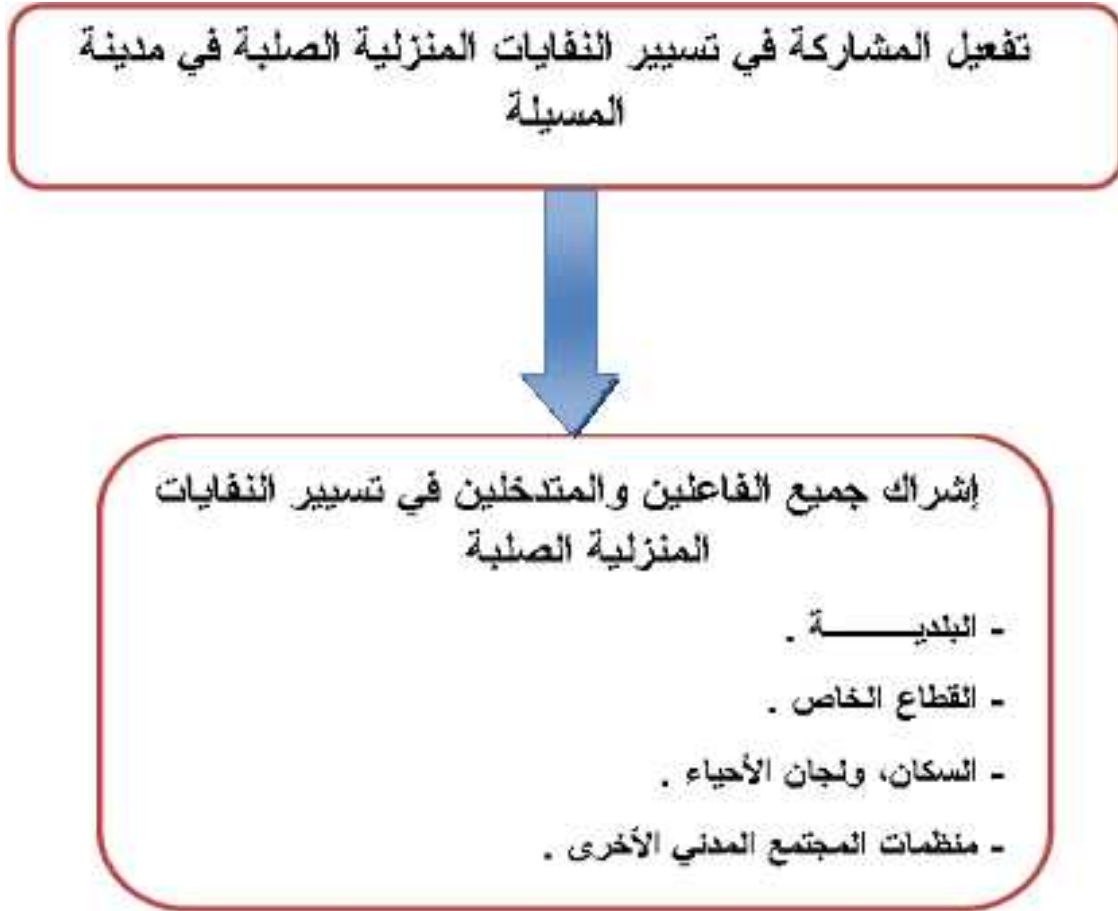 تفعيل المشاركة في تسيير النفايات المنزلية الصلبة في مدينة
المسيلة
إشراك جميع الفاعلين والمتدخلين في تسيير النفايات
المنزلية الصلبة
- البلديــــــــة .
- القطاع الخاص .
- السكان، ولجان الأحياء .
- منظمات المجتمع المدني الأخرى .